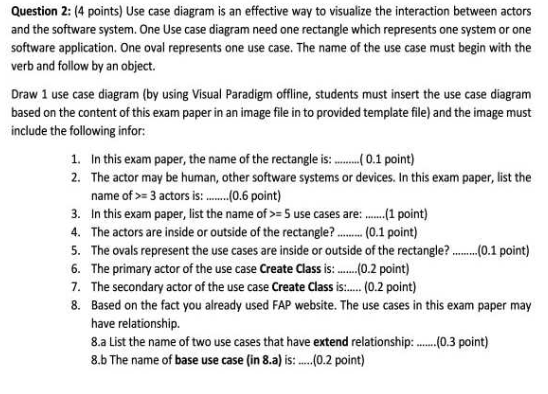 Question 2: (4 points) Use case diagram is an effective way to visualize the interaction between actors
and the software system. One Use case diagram need one rectangle which represents one system or one
software application. One oval represents one use case. The name of the use case must begin with the
verb and follow by an object.
Draw 1 use case diagram (by using Visual Paradigm offline, students must insert the use case diagram
based on the content of this exam paper in an image file in to provided template file) and the image must
include the following infor:
1. In this exam paper, the name of the rectangle is: .........( 0.1 point)
2. The actor may be human, other software systems or devices. In this exam paper, list the
name of >= 3 actors is: ........(0.6 point)
3. In this exam paper, list the name of >= 5 use cases are: .......(1 point)
4. The actors are inside or outside of the rectangle? ......... (0.1 point)
5. The ovals represent the use cases are inside or outside of the rectangle? .........(0.1 point)
6. The primary actor of the use case Create Class is: .......(0.2 point)
7. The secondary actor of the use case Create Class is:..... (0.2 point)
8. Based on the fact you already used FAP website. The use cases in this exam paper may
have relationship.
8.a List the name of two use cases that have extend relationship: .......(0.3 point)
8.b The name of base use case (in 8.a) is: .....(0.2 point)